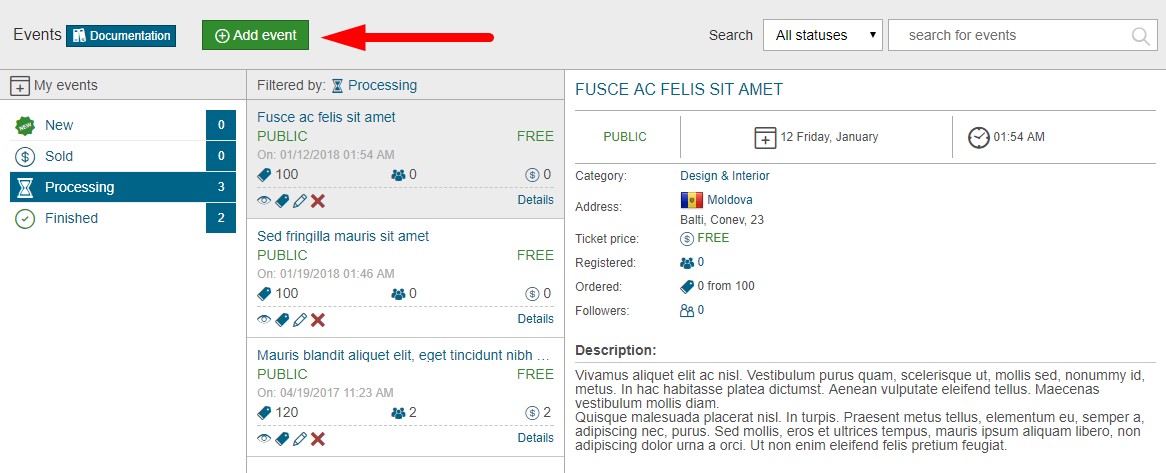 Events Documentation Add event Search All statuses search for events
My events
NEW
New 0
Sold 0
Processing 3
Finished 2
Filtered by: Processing
Fusce ac felis sit amet
PUBLIC FREE
On: 01/12/2018 01:54 AM
100 0 0
Details
Sed fringilla mauris sit amet
PUBLIC FREE
On: 01/19/2018 01:46 AM
100 0 0
Details
Mauris blandit aliquet elit, eget tincidunt nibh ...
PUBLIC FREE
On: 04/19/2017 11:23 AM
120 2 2
Details
FUSCE AC FELIS SIT AMET
PUBLIC 12 Friday, January 01:54 AM
Category: Design & Interior
Address: Moldova
Balti, Conev, 23
Ticket price: FREE
Registered: 0
Ordered: 0 from 100
Followers: 0
Description:
Vivamus aliquet elit ac nisl. Vestibulum purus quam, scelerisque ut, mollis sed, nonummy id,
metus. In hac habitasse platea dictumst. Aenean vulputate eleifend tellus. Maecenas
vestibulum mollis diam.
Quisque malesuada placerat nisl. In turpis. Praesent metus tellus, elementum eu, semper a,
adipiscing nec, purus. Sed mollis, eros et ultrices tempus, mauris ipsum aliquam libero, non
adipiscing dolor urna a orci. Ut non enim eleifend felis pretium feugiat.